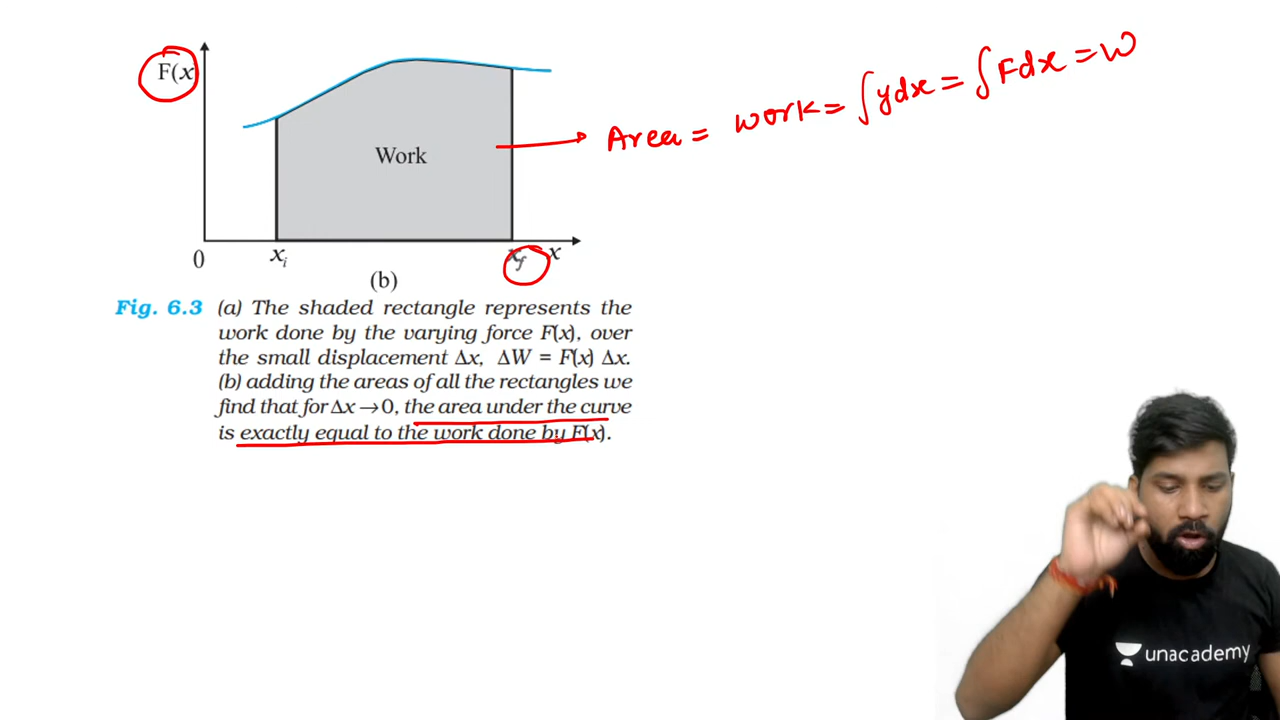 F(x
Area = work = ∫ydx = ∫Fdx = W
Work
0
xi
xf
x
(b)
Fig. 6.3 (a) The shaded rectangle represents the
work done by the varying force F(x), over
the small displacement Δx, ΔW = F(x) Δx.
(b) adding the areas of all the rectangles we
find that for Δx →0, the area under the curve
is exactly equal to the work done by F(x).
unacademy